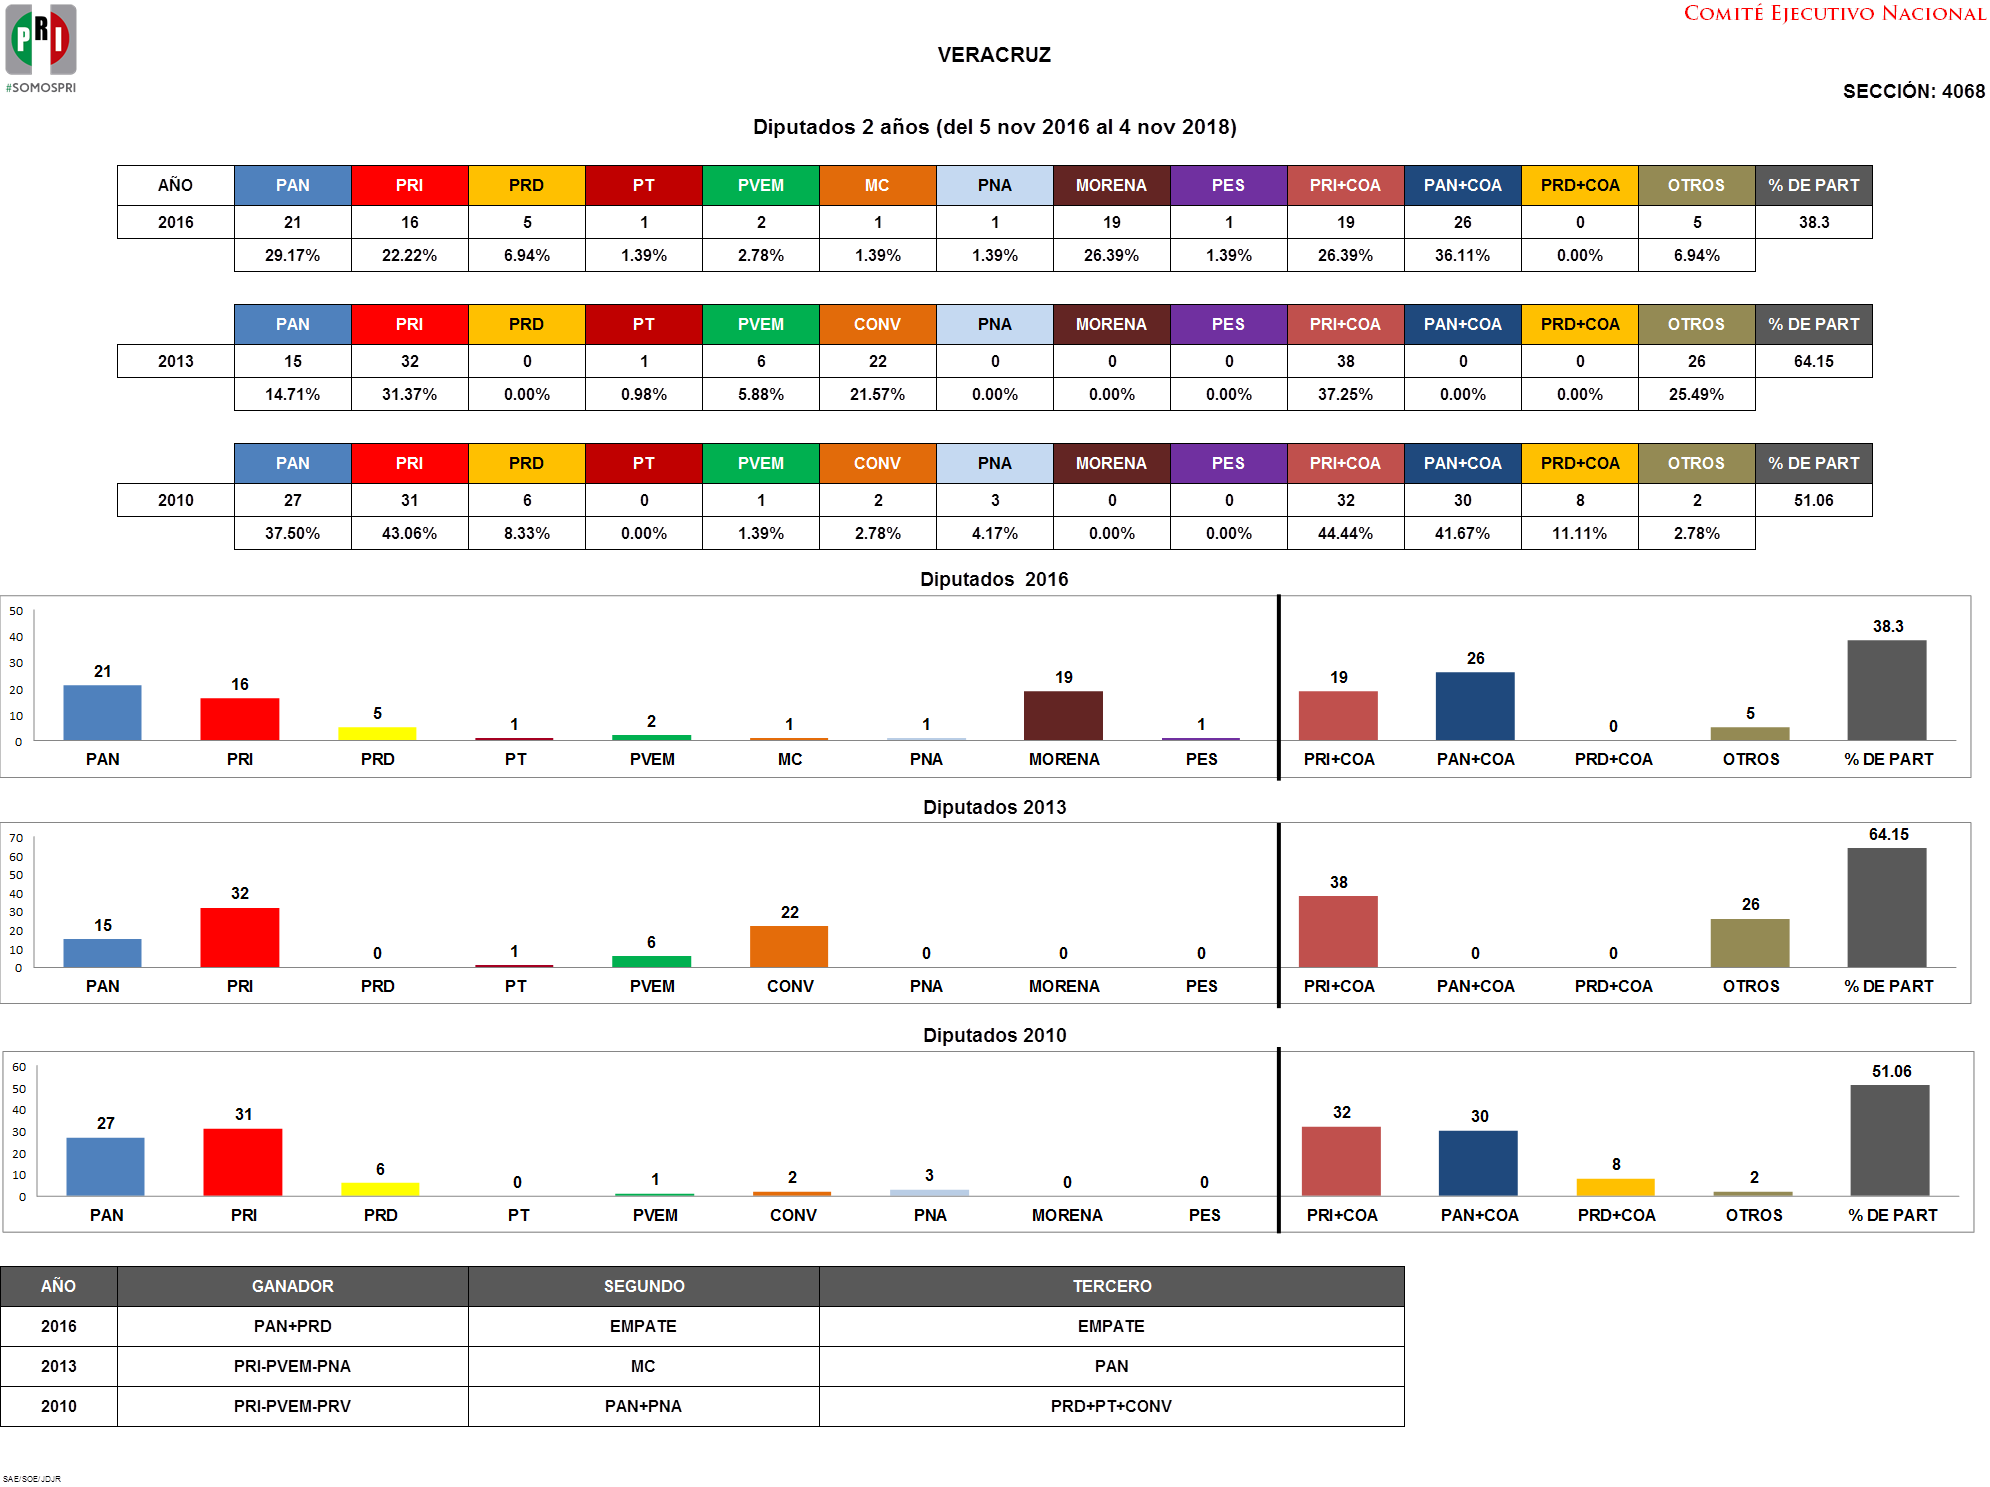 PRI
#SOMOSPRI
COMITÉ EJECUTIVO NACIONAL
VERACRUZ
SECCIÓN: 4068
Diputados 2 años (del 5 nov 2016 al 4 nov 2018)
AÑO PAN PRI PRD PT PVEM MC PNA MORENA PES PRI+COA PAN+COA PRD+COA OTROS % DE PART
2016 21 16 5 1 2 1 1 19 1 19 26 0 5 38.3
29.17% 22.22% 6.94% 1.39% 2.78% 1.39% 1.39% 26.39% 1.39% 26.39% 36.11% 0.00% 6.94%
PAN PRI PRD PT PVEM CONV PNA MORENA PES PRI+COA PAN+COA PRD+COA OTROS % DE PART
2013 15 32 0 1 6 22 0 0 0 38 0 0 26 64.15
14.71% 31.37% 0.00% 0.98% 5.88% 21.57% 0.00% 0.00% 0.00% 37.25% 0.00% 0.00% 25.49%
PAN PRI PRD PT PVEM CONV PNA MORENA PES PRI+COA PAN+COA PRD+COA OTROS % DE PART
2010 27 31 6 0 1 2 3 0 0 32 30 8 2 51.06
37.50% 43.06% 8.33% 0.00% 1.39% 2.78% 4.17% 0.00% 0.00% 44.44% 41.67% 11.11% 2.78%
Diputados 2016
50
40
30
20
10
0
21 16 5 1 2 1 1 19 1 19 26 0 5 38.3
PAN PRI PRD PT PVEM MC PNA MORENA PES PRI+COA PAN+COA PRD+COA OTROS % DE PART
Diputados 2013
70
60
50
40
30
20
10
0
15 32 0 1 6 22 0 0 0 38 0 0 26 64.15
PAN PRI PRD PT PVEM CONV PNA MORENA PES PRI+COA PAN+COA PRD+COA OTROS % DE PART
Diputados 2010
60
50
40
30
20
10
0
27 31 6 0 1 2 3 0 0 32 30 8 2 51.06
PAN PRI PRD PT PVEM CONV PNA MORENA PES PRI+COA PAN+COA PRD+COA OTROS % DE PART
AÑO GANADOR SEGUNDO TERCERO
2016 PAN+PRD EMPATE EMPATE
2013 PRI-PVEM-PNA MC PAN
2010 PRI-PVEM-PRV PAN+PNA PRD+PT+CONV
SAE/SOE/JDJR